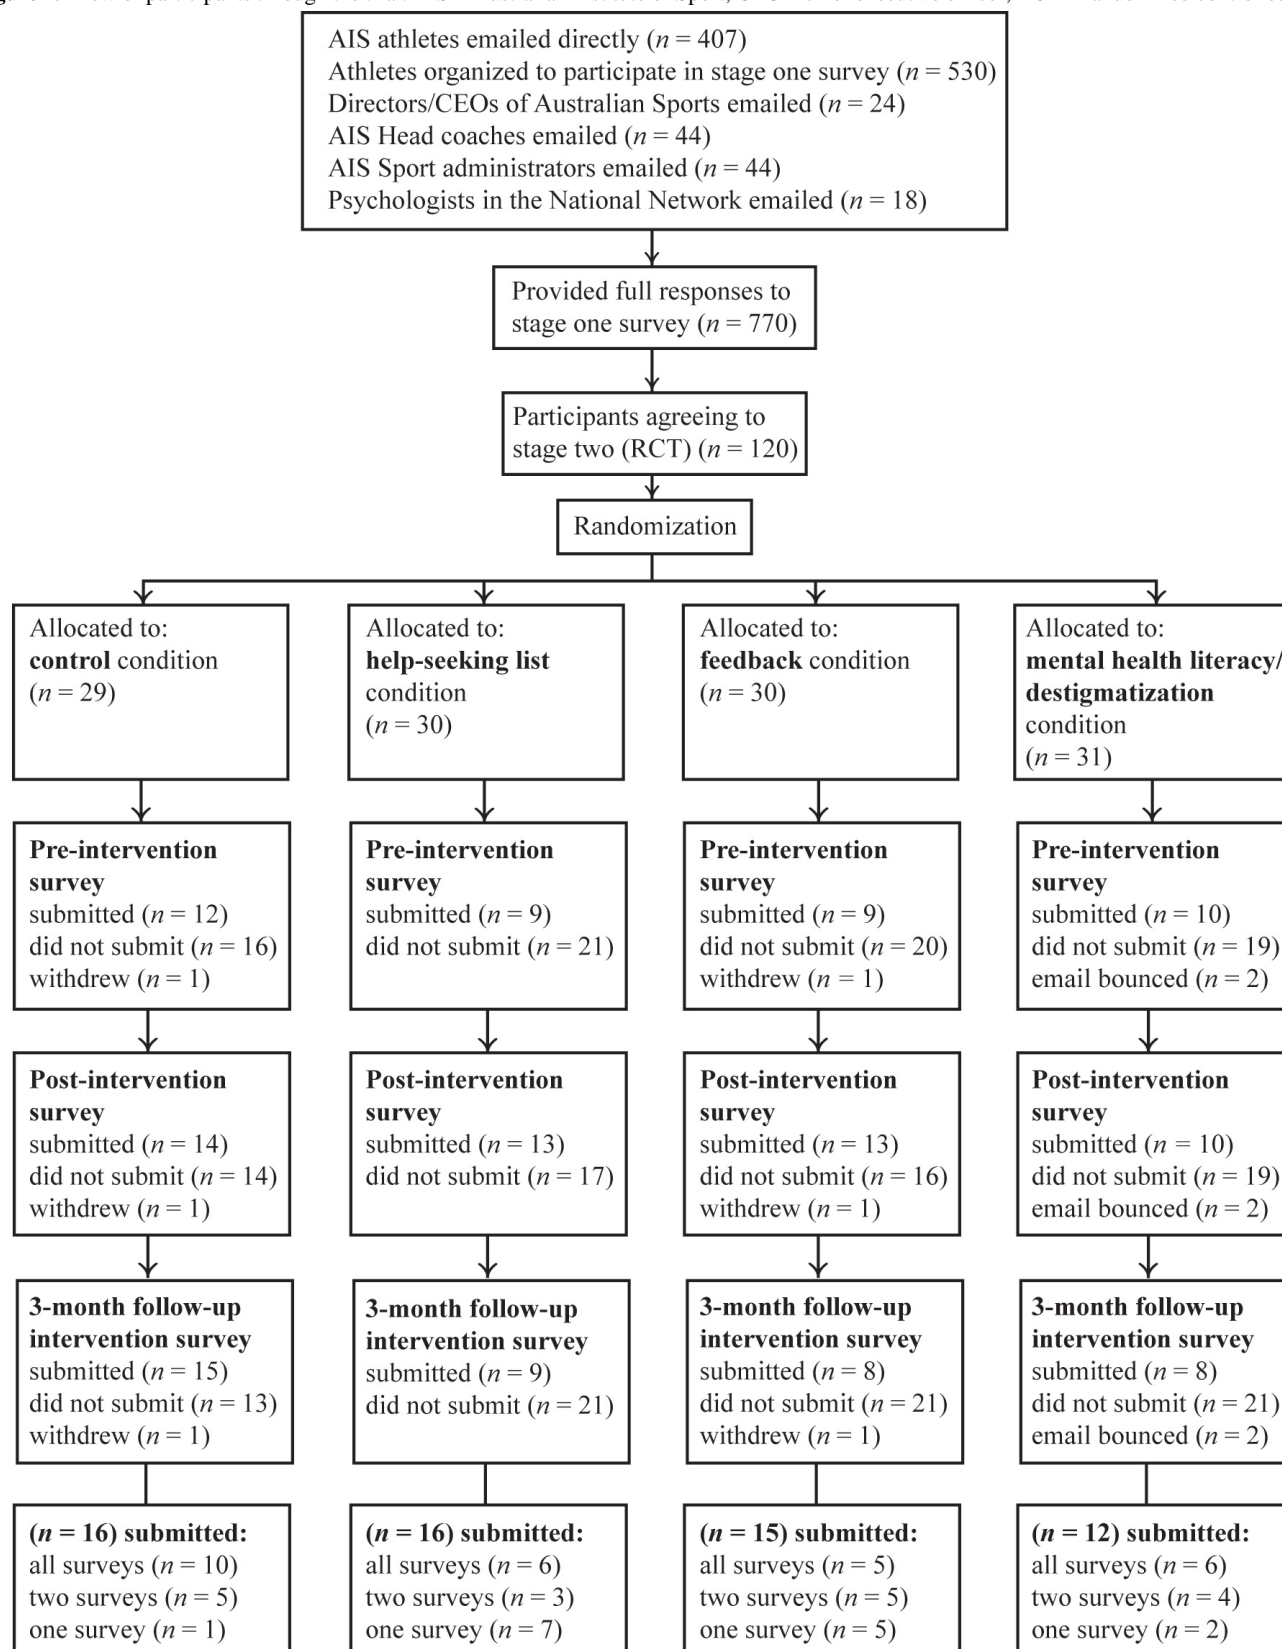 AIS athletes emailed directly (n = 407)
Athletes organized to participate in stage one survey (n = 530)
Directors/CEOs of Australian Sports emailed (n = 24)
AIS Head coaches emailed (n = 44)
AIS Sport administrators emailed (n = 44)
Psychologists in the National Network emailed (n = 18)
Provided full responses to
stage one survey (n = 770)
Participants agreeing to
stage two (RCT) (n = 120)
Randomization
Allocated to:
control condition
(n = 29)
Allocated to:
help-seeking list
condition
(n = 30)
Allocated to:
feedback condition
(n = 30)
Allocated to:
mental health literacy/
destigmatization
condition
(n = 31)
Pre-intervention
survey
submitted (n = 12)
did not submit (n = 16)
withdrew (n = 1)
Pre-intervention
survey
submitted (n = 9)
did not submit (n = 21)
Pre-intervention
survey
submitted (n = 9)
did not submit (n = 20)
withdrew (n = 1)
Pre-intervention
survey
submitted (n = 10)
did not submit (n = 19)
email bounced (n = 2)
Post-intervention
survey
submitted (n = 14)
did not submit (n = 14)
withdrew (n = 1)
Post-intervention
survey
submitted (n = 13)
did not submit (n = 17)
Post-intervention
survey
submitted (n = 13)
did not submit (n = 16)
withdrew (n = 1)
Post-intervention
survey
submitted (n = 10)
did not submit (n = 19)
email bounced (n = 2)
3-month follow-up
intervention survey
submitted (n = 15)
did not submit (n = 13)
withdrew (n = 1)
3-month follow-up
intervention survey
submitted (n = 9)
did not submit (n = 21)
3-month follow-up
intervention survey
submitted (n = 8)
did not submit (n = 21)
withdrew (n = 1)
3-month follow-up
intervention survey
submitted (n = 8)
did not submit (n = 21)
email bounced (n = 2)
(n = 16) submitted:
all surveys (n = 10)
two surveys (n = 5)
one survey (n = 1)
(n = 16) submitted:
all surveys (n = 6)
two surveys (n = 3)
one survey (n = 7)
(n = 15) submitted:
all surveys (n = 5)
two surveys (n = 5)
one survey (n = 5)
(n = 12) submitted:
all surveys (n = 6)
two surveys (n = 4)
one survey (n = 2)